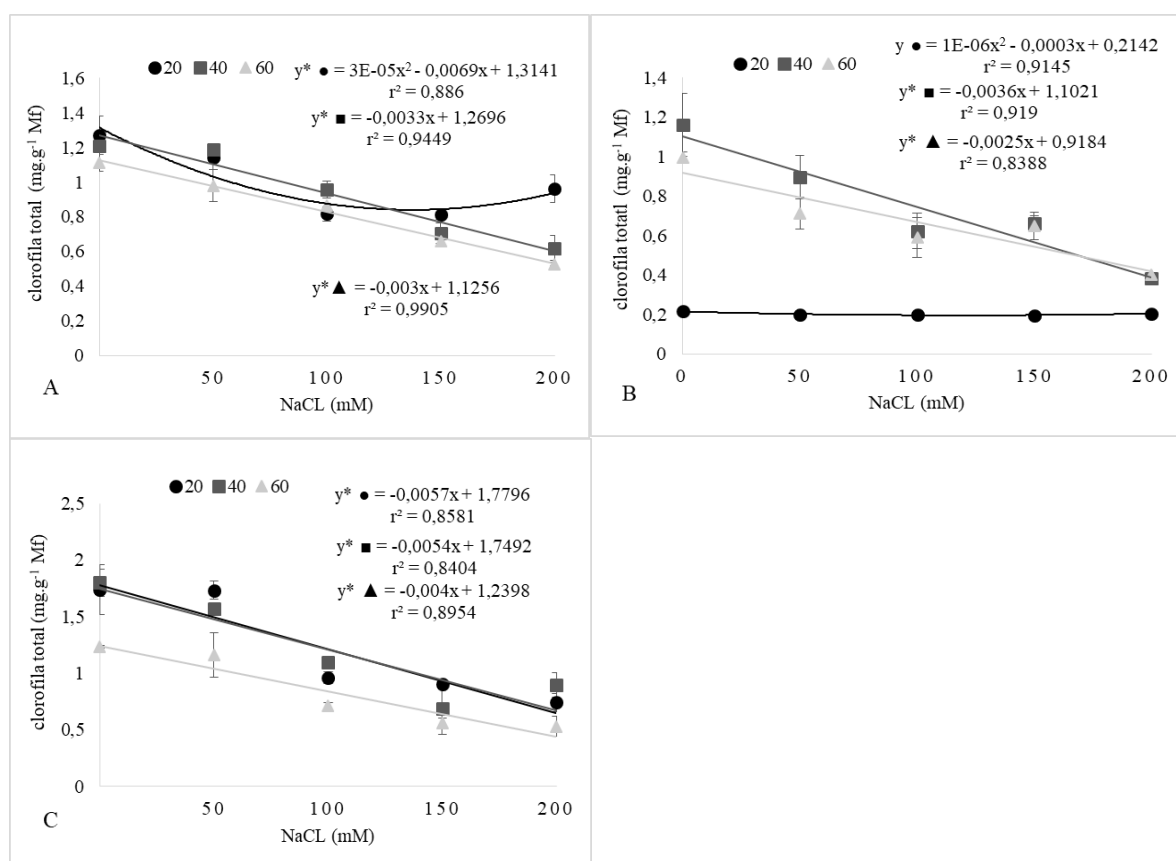 20 40 60
y* ● = 3E-05x² - 0,0069x + 1,3141
r² = 0,886
y* ■ = -0,0033x + 1,2696
r² = 0,9449
y* ▲ = -0,003x + 1,1256
r² = 0,9905
clorofila total (mg.g⁻¹ Mf)
1,6
1,4
1,2
1
0,8
0,6
0,4
0,2
0
50 100 150 200
NaCL (mM)
A
y ● = 1E-06x² - 0,0003x + 0,2142
r² = 0,9145
20 40 60
y* ■ = -0,0036x + 1,1021
r² = 0,919
y* ▲ = -0,0025x + 0,9184
r² = 0,8388
clorofila totatl (mg.g⁻¹ Mf)
1,4
1,2
1
0,8
0,6
0,4
0,2
0
0 50 100 150 200
NaCL (mM)
B
20 40 60
y* ● = -0,0057x + 1,7796
r² = 0,8581
y* ■ = -0,0054x + 1,7492
r² = 0,8404
y* ▲ = -0,004x + 1,2398
r² = 0,8954
clorofila total (mg.g⁻¹ Mf)
2,5
2
1,5
1
0,5
0
50 100 150 200
NaCL (mM)
C